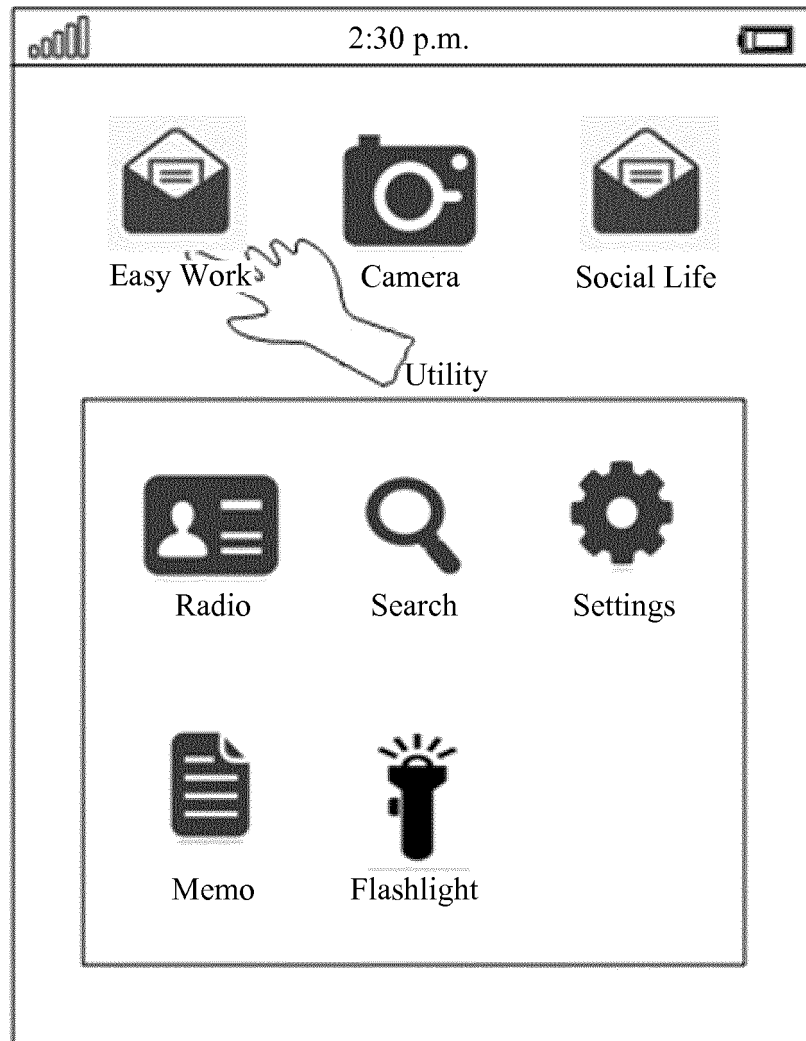 2:30 p.m.
Easy Work Camera Social Life
Utility
Radio Search Settings
Memo Flashlight